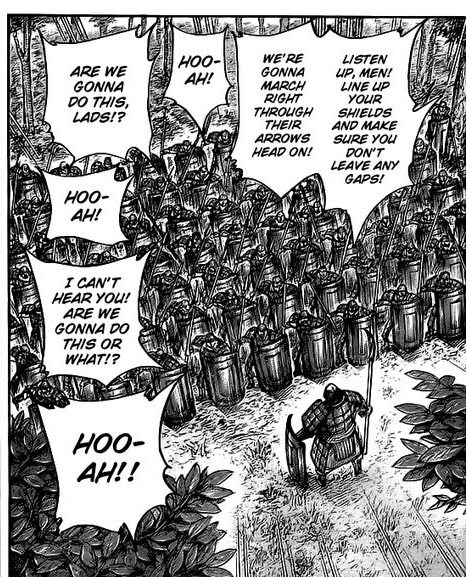 LISTEN
UP, MEN!
LINE UP
YOUR
SHIELDS
AND MAKE
SURE YOU
DON'T
LEAVE ANY
GAPS!
WE'RE
GONNA
MARCH
RIGHT
THROUGH
THEIR
ARROWS
HEAD ON!
HOO-
AH!
ARE WE
GONNA
DO THIS,
LADS!?
HOO-
AH!
I CAN'T
HEAR YOU!
ARE WE
GONNA DO
THIS OR
WHAT!?
HOO-
AH!!